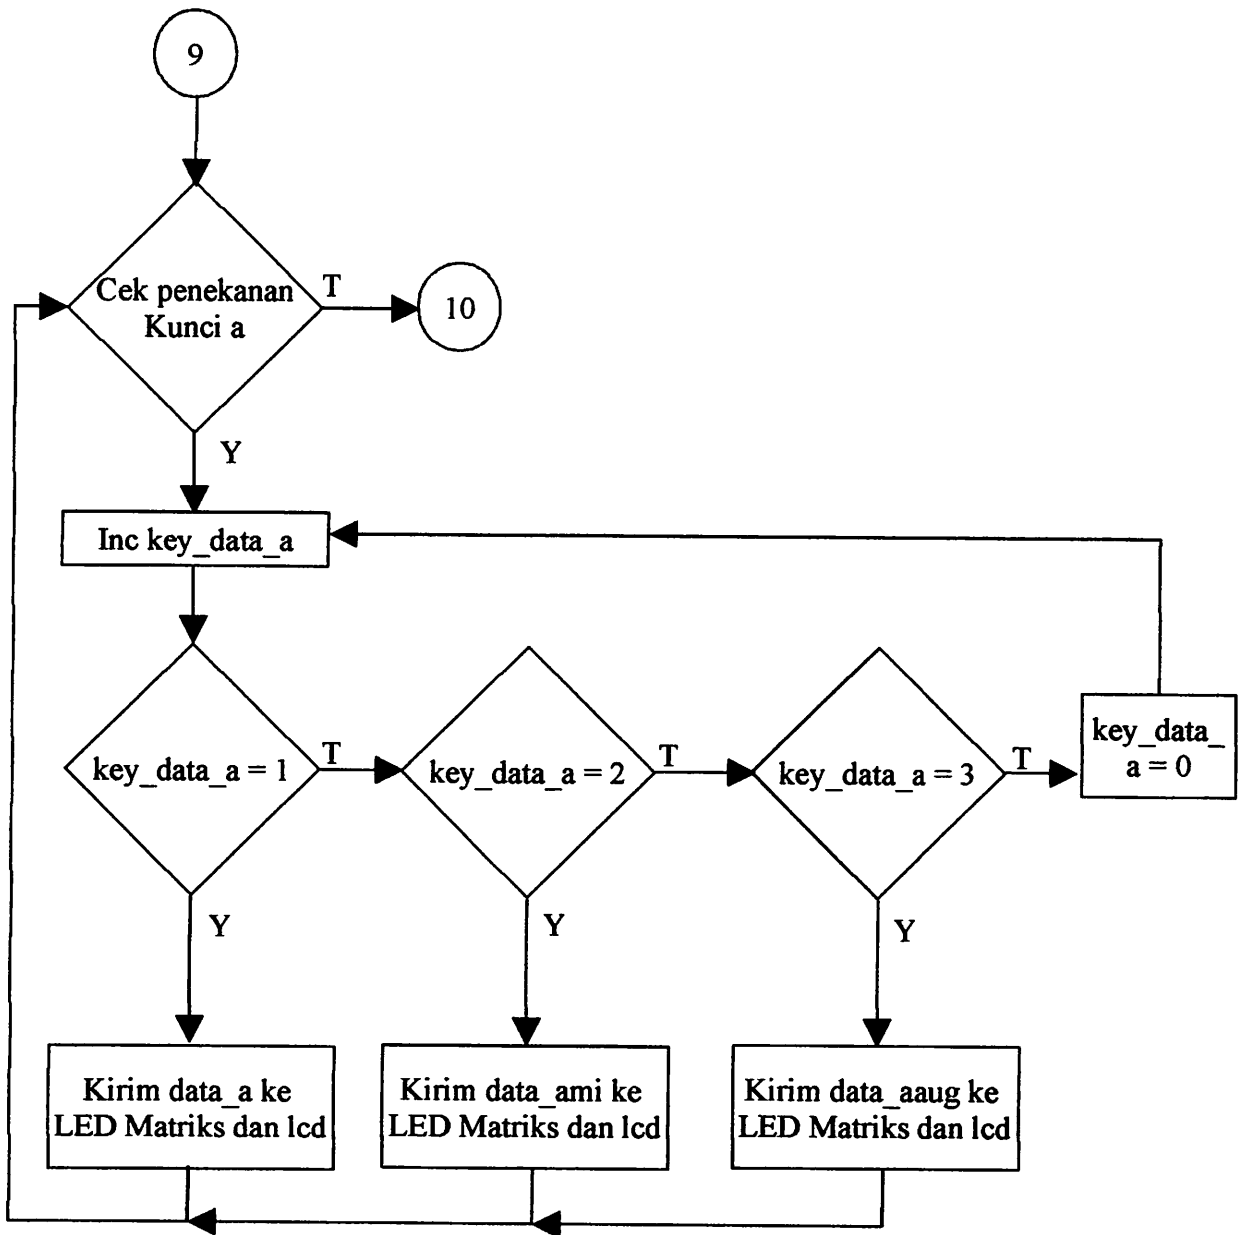 9
Cek penekanan
Kunci a
T
10
Y
Inc key_data_a
key_data_a = 1
T
key_data_a = 2
T
key_data_a = 3
T
key_data_
a = 0
Y
Y
Y
Kirim data_a ke
LED Matriks dan lcd
Kirim data_ami ke
LED Matriks dan lcd
Kirim data_aaug ke
LED Matriks dan lcd